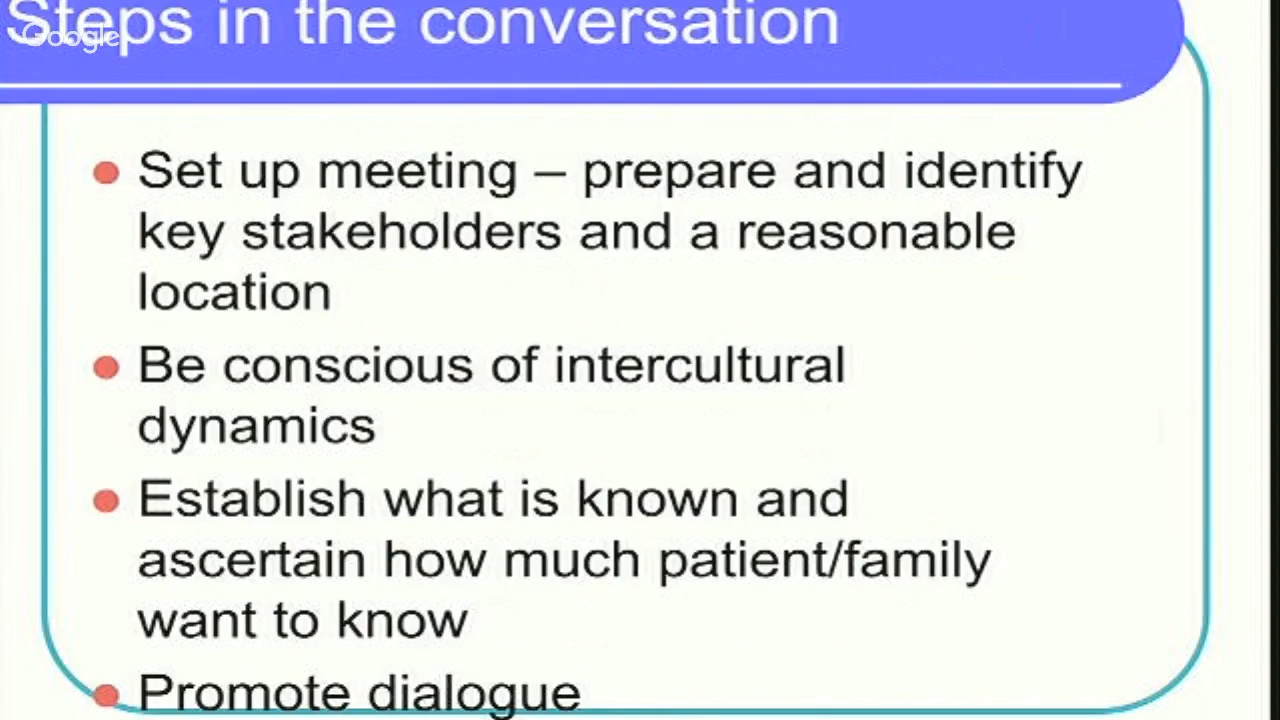 Steps in the conversation
Google
Set up meeting – prepare and identify
key stakeholders and a reasonable
location
Be conscious of intercultural
dynamics
Establish what is known and
ascertain how much patient/family
want to know
Promote dialogue